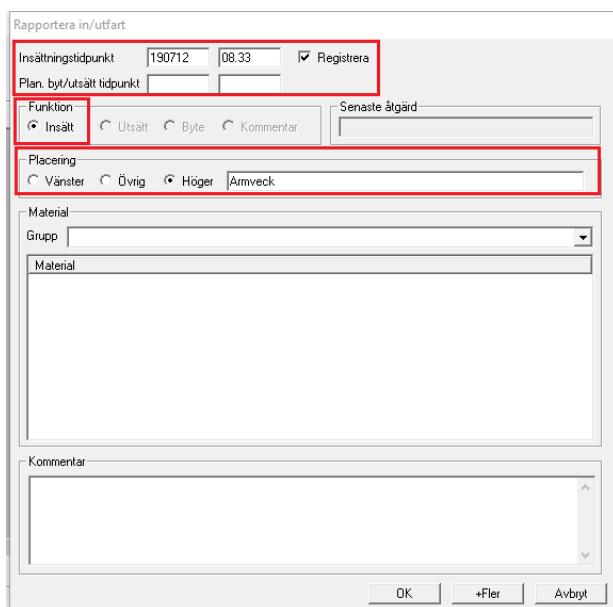 Rapportera in/utfart
Insättningstidpunkt 190712 08.33 Registrera
Plan. byt/utsätt tidpunkt
Funktion Senaste åtgärd
Insätt Utsätt Byte Kommentar
Placering
Vänster Övrig Höger Armveck
Material
Grupp
Material
Kommentar
OK +Fler Avbryt